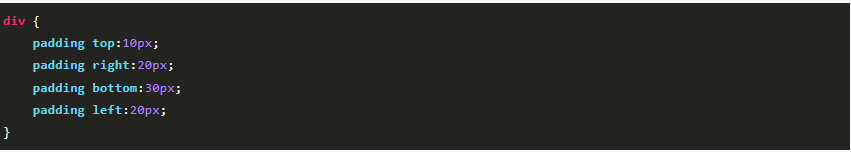 div {
    padding top:10px;
    padding right:20px;
    padding bottom:30px;
    padding left:20px;
}